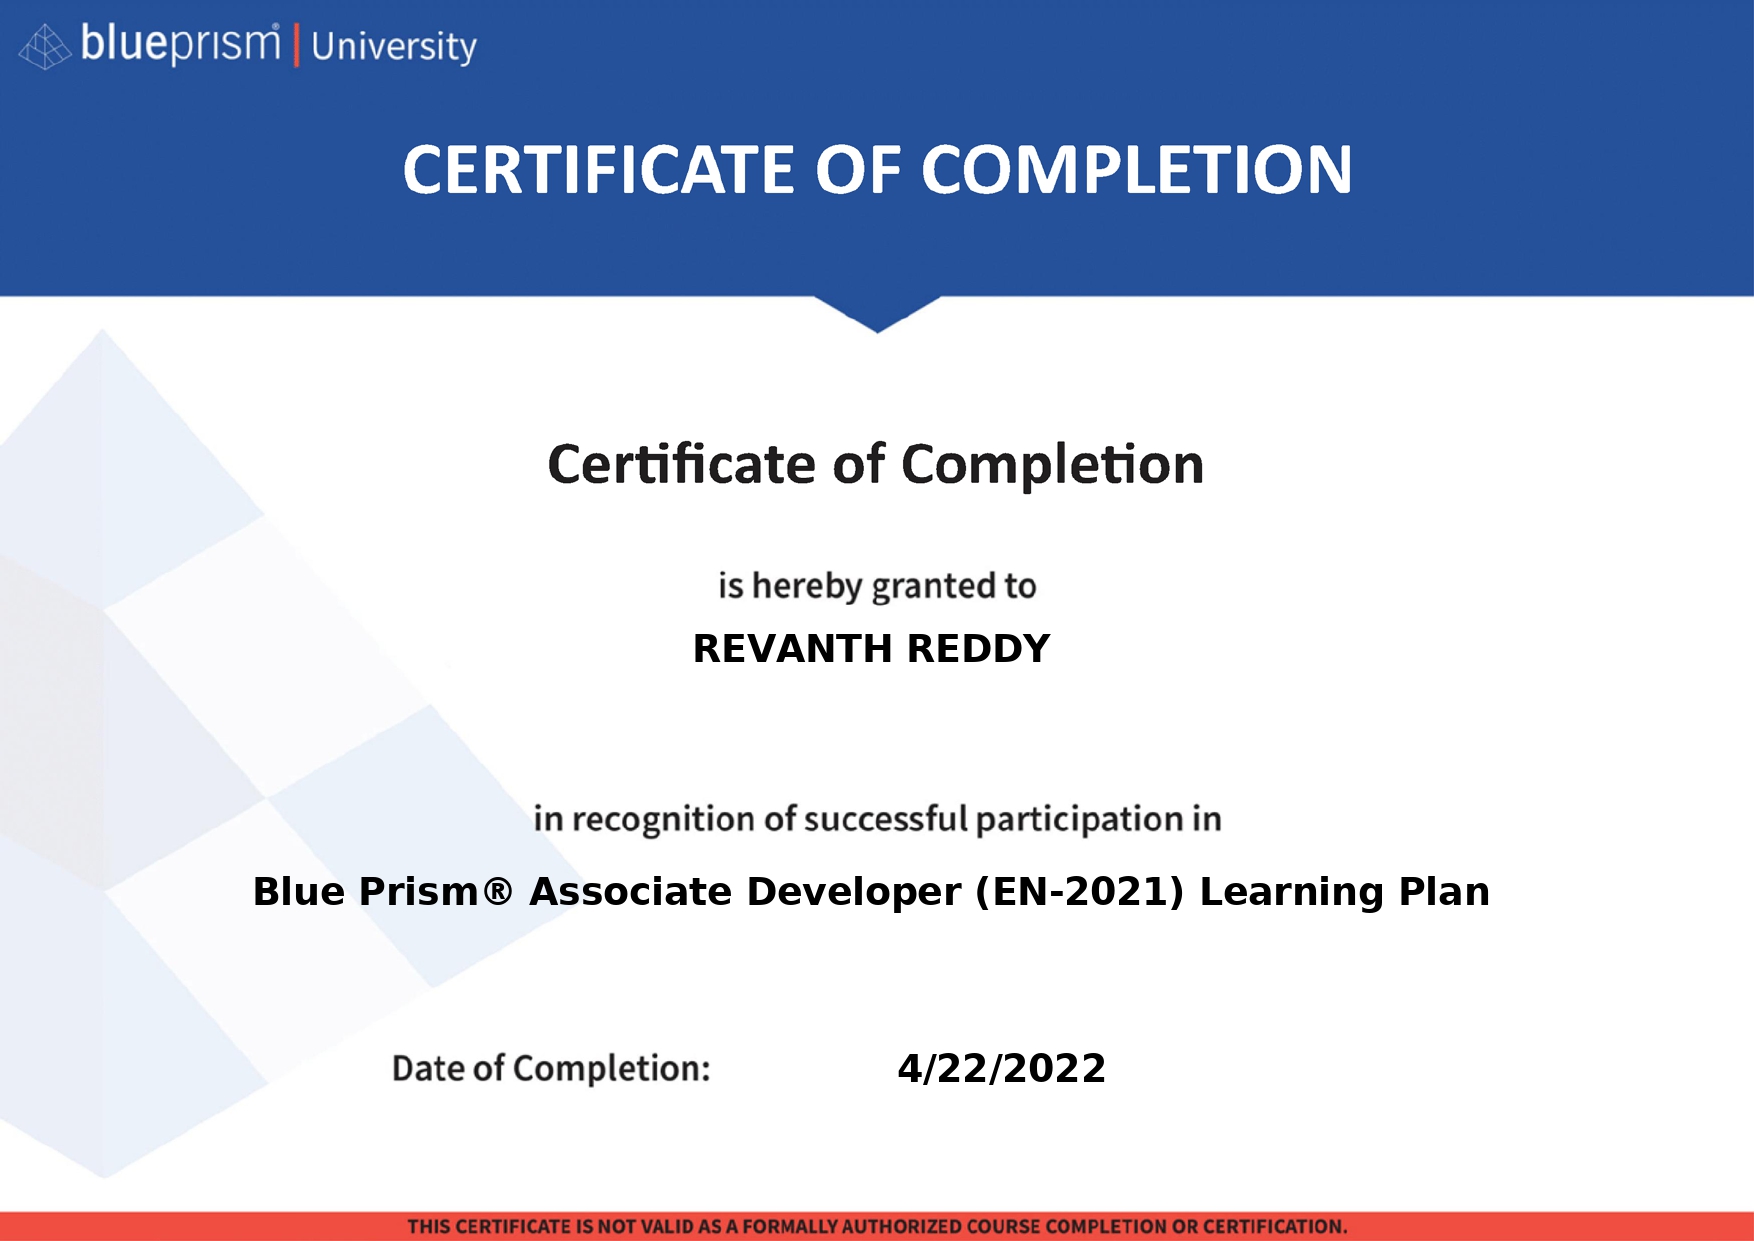 blueprism® | University
CERTIFICATE OF COMPLETION
Certificate of Completion
is hereby granted to
REVANTH REDDY
in recognition of successful participation in
Blue Prism® Associate Developer (EN-2021) Learning Plan
Date of Completion: 4/22/2022
THIS CERTIFICATE IS NOT VALID AS A FORMALLY AUTHORIZED COURSE COMPLETION OR CERTIFICATION.